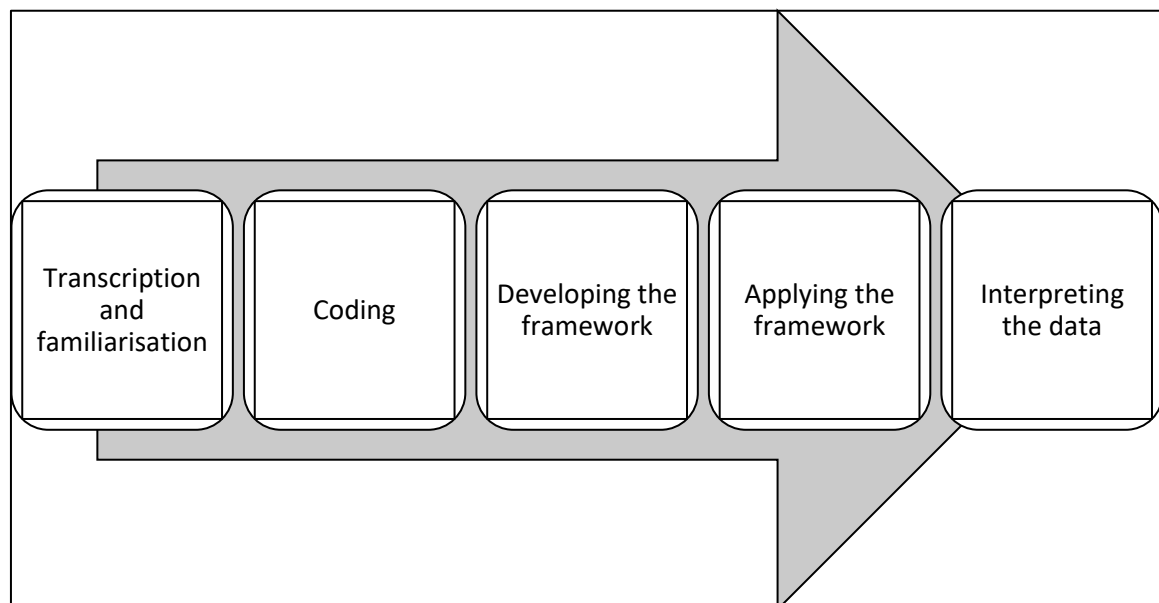 Transcription
and
familiarisation
Coding
Developing the
framework
Applying the
framework
Interpreting
the data